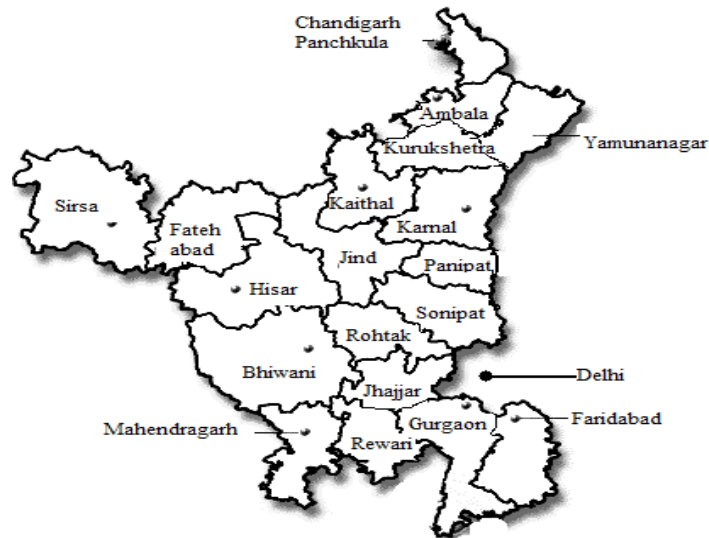 Chandigarh
Panchkula
Ambala
Kurukshetra
Yamunanagar
Kaithal
Sirsa
Karnal
Fateh
abad
Jind
Panipat
Hisar
Sonipat
Rohtak
Bhiwani
Delhi
Jhajjar
Mahendragarh
Gurgaon
Faridabad
Rewari